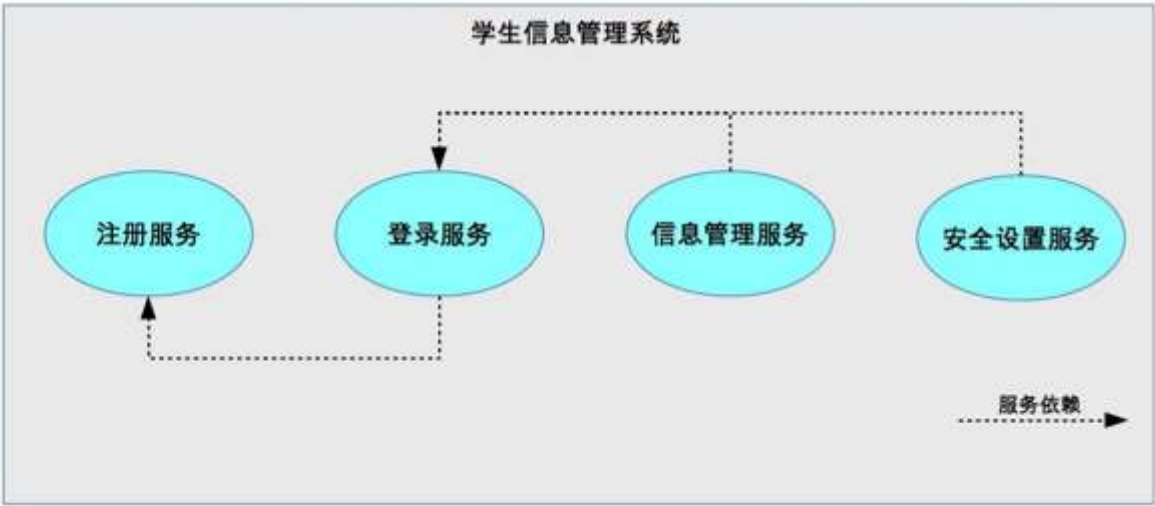 学生信息管理系统
注册服务
登录服务
信息管理服务
安全设置服务
服务依赖